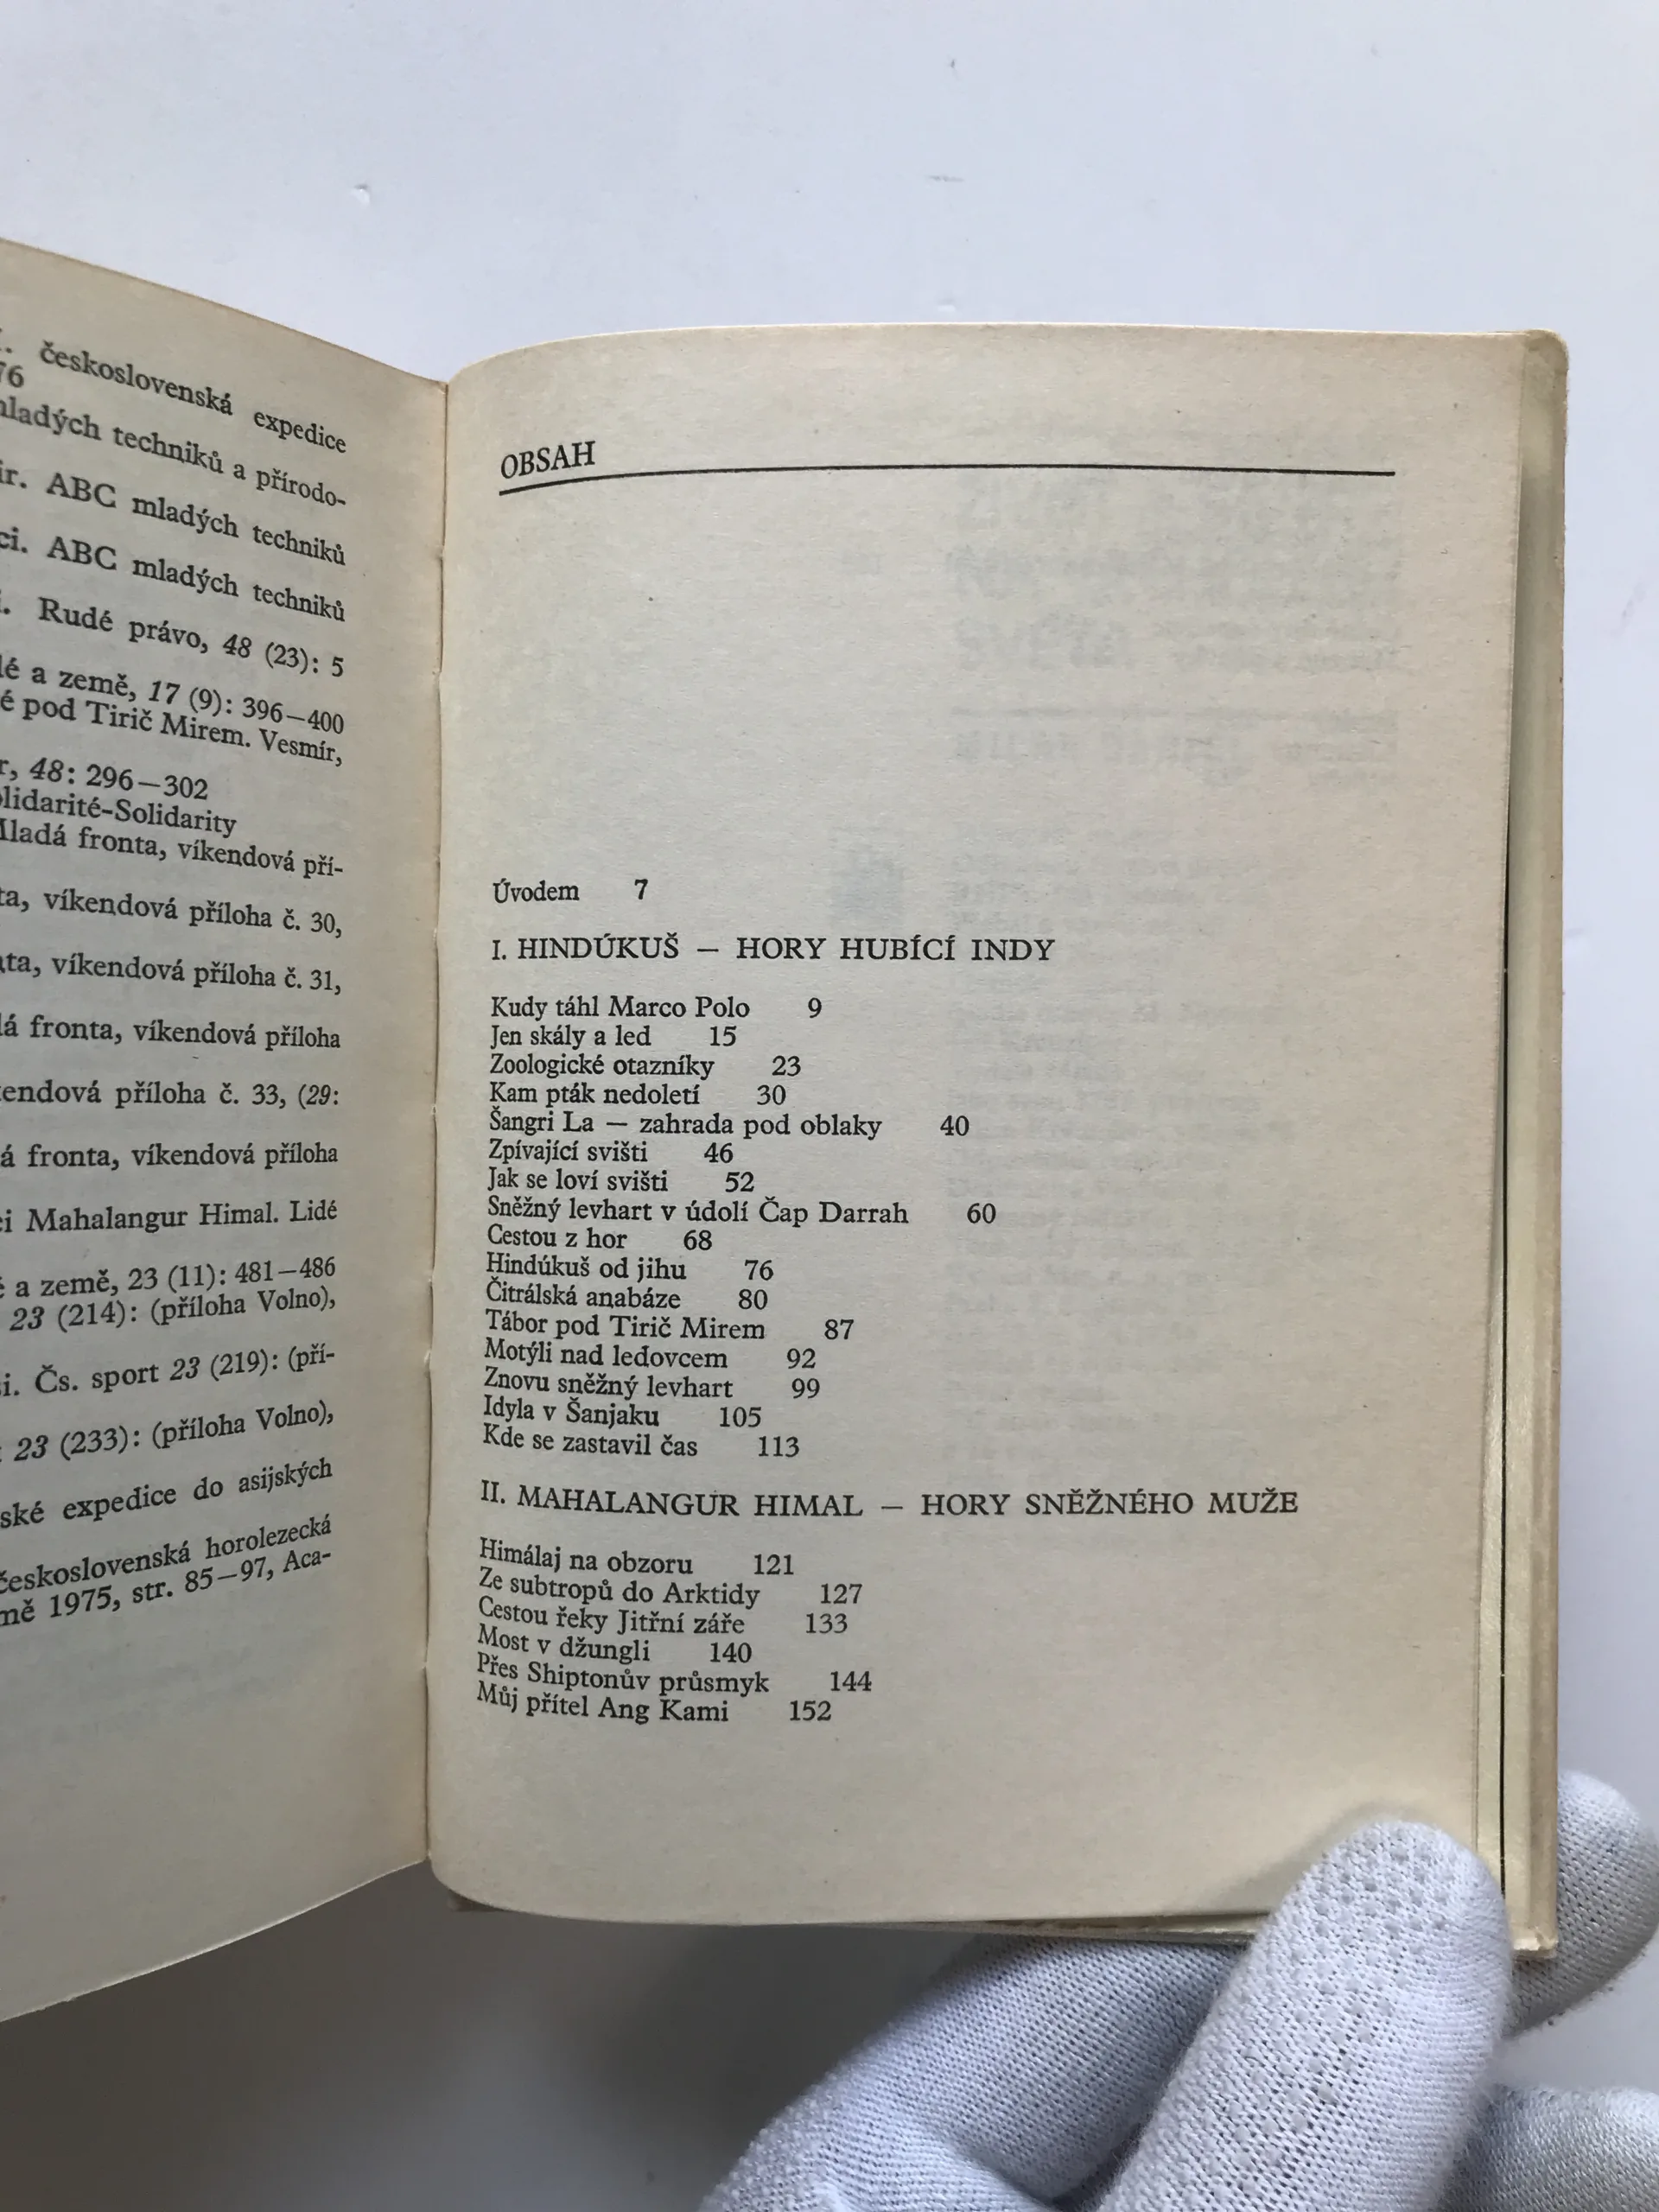 československá expedice
76
mladých techniků a přírodo-
ABC mladých techniků
ABC mladých techniků
Rudé právo, 48 (23): 5
a země, 17 (9): 396—400
pod Tirič Mirem. Vesmír,
48: 296—302
Solidarity
fronta, víkendová pří-
víkendová příloha č. 30,
víkendová příloha č. 31,
fronta, víkendová příloha
příloha č. 33, (29:
fronta, víkendová příloha
Mahalangur Himal. Lidé
a země, 23 (11): 481—486
23 (214): (příloha Volno),
Čs. sport 23 (219): (pří-
23 (233): (příloha Volno),
expedice do asijských
československá horolezecká
1975, str. 85—97, Aca-
OBSAH
Úvodem 7
I. HINDÚKUŠ — HORY HUBÍCÍ INDY
Kudy táhl Marco Polo 9
Jen skály a led 15
Zoologické otazníky 23
Kam pták nedoletí 30
Šangri La — zahrada pod oblaky 40
Zpívající svišti 46
Jak se loví svišti 52
Sněžný levhart v údolí Čap Darrah 60
Cestou z hor 68
Hindúkuš od jihu 76
Čitrálská anabáze 80
Tábor pod Tirič Mirem 87
Motýli nad ledovcem 92
Znovu sněžný levhart 99
Idyla v Šanjaku 105
Kde se zastavil čas 113
II. MAHALANGUR HIMAL — HORY SNĚŽNÉHO MUŽE
Himálaj na obzoru 121
Ze subtropů do Arktidy 127
Cestou řeky Jitřní záře 133
Most v džungli 140
Přes Shiptonův průsmyk 144
Můj přítel Ang Kami 152